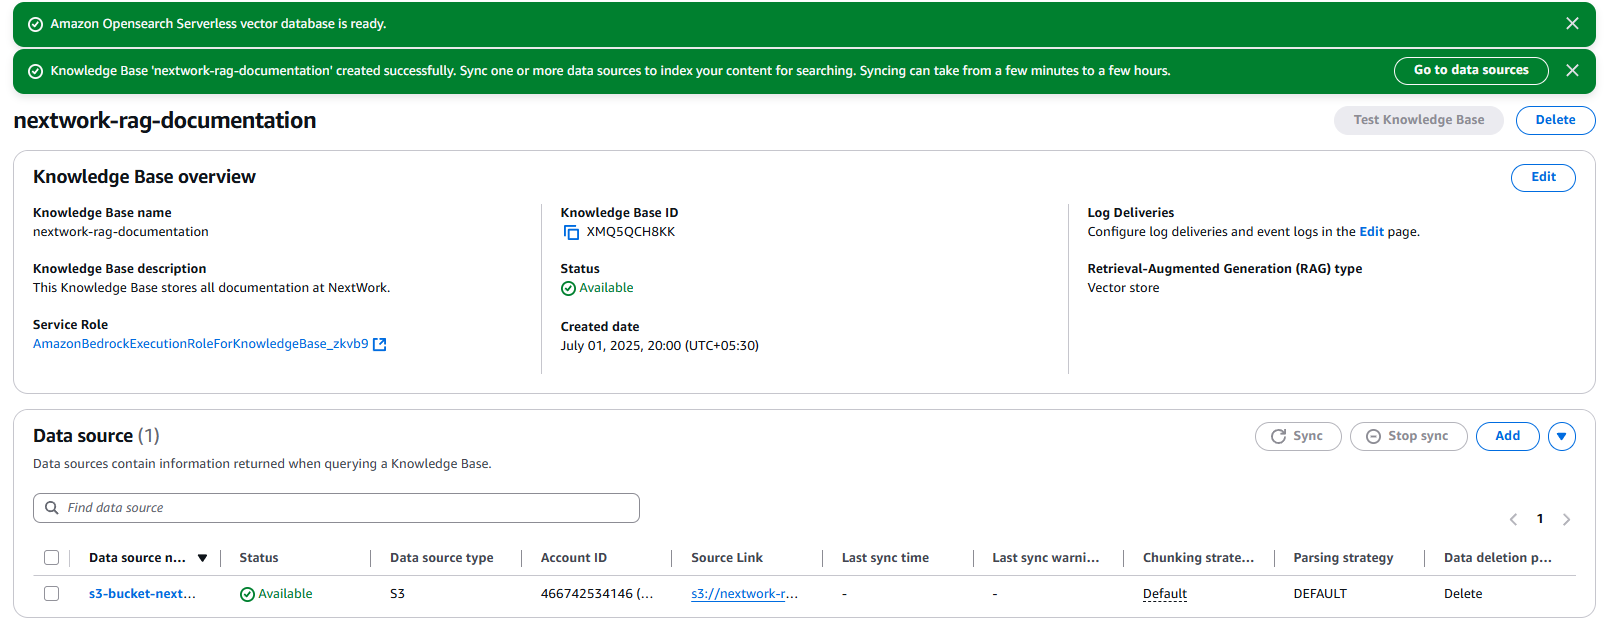 Amazon Opensearch Serverless vector database is ready.
Knowledge Base 'nextwork-rag-documentation' created successfully. Sync one or more data sources to index your content for searching. Syncing can take from a few minutes to a few hours. Go to data sources
nextwork-rag-documentation Test Knowledge Base Delete
Knowledge Base overview Edit
Knowledge Base name
nextwork-rag-documentation
Knowledge Base description
This Knowledge Base stores all documentation at NextWork.
Service Role
AmazonBedrockExecutionRoleForKnowledgeBase_zkvb9
Knowledge Base ID
XMQ5QCH8KK
Status
Available
Created date
July 01, 2025, 20:00 (UTC+05:30)
Log Deliveries
Configure log deliveries and event logs in the Edit page.
Retrieval-Augmented Generation (RAG) type
Vector store
Data source (1) Sync Stop sync Add
Data sources contain information returned when querying a Knowledge Base.
Find data source
1
Data source n... Status Data source type Account ID Source Link Last sync time Last sync warni... Chunking strate... Parsing strategy Data deletion p...
s3-bucket-next... Available S3 466742534146 (... s3://nextwork-r... - - Default DEFAULT Delete